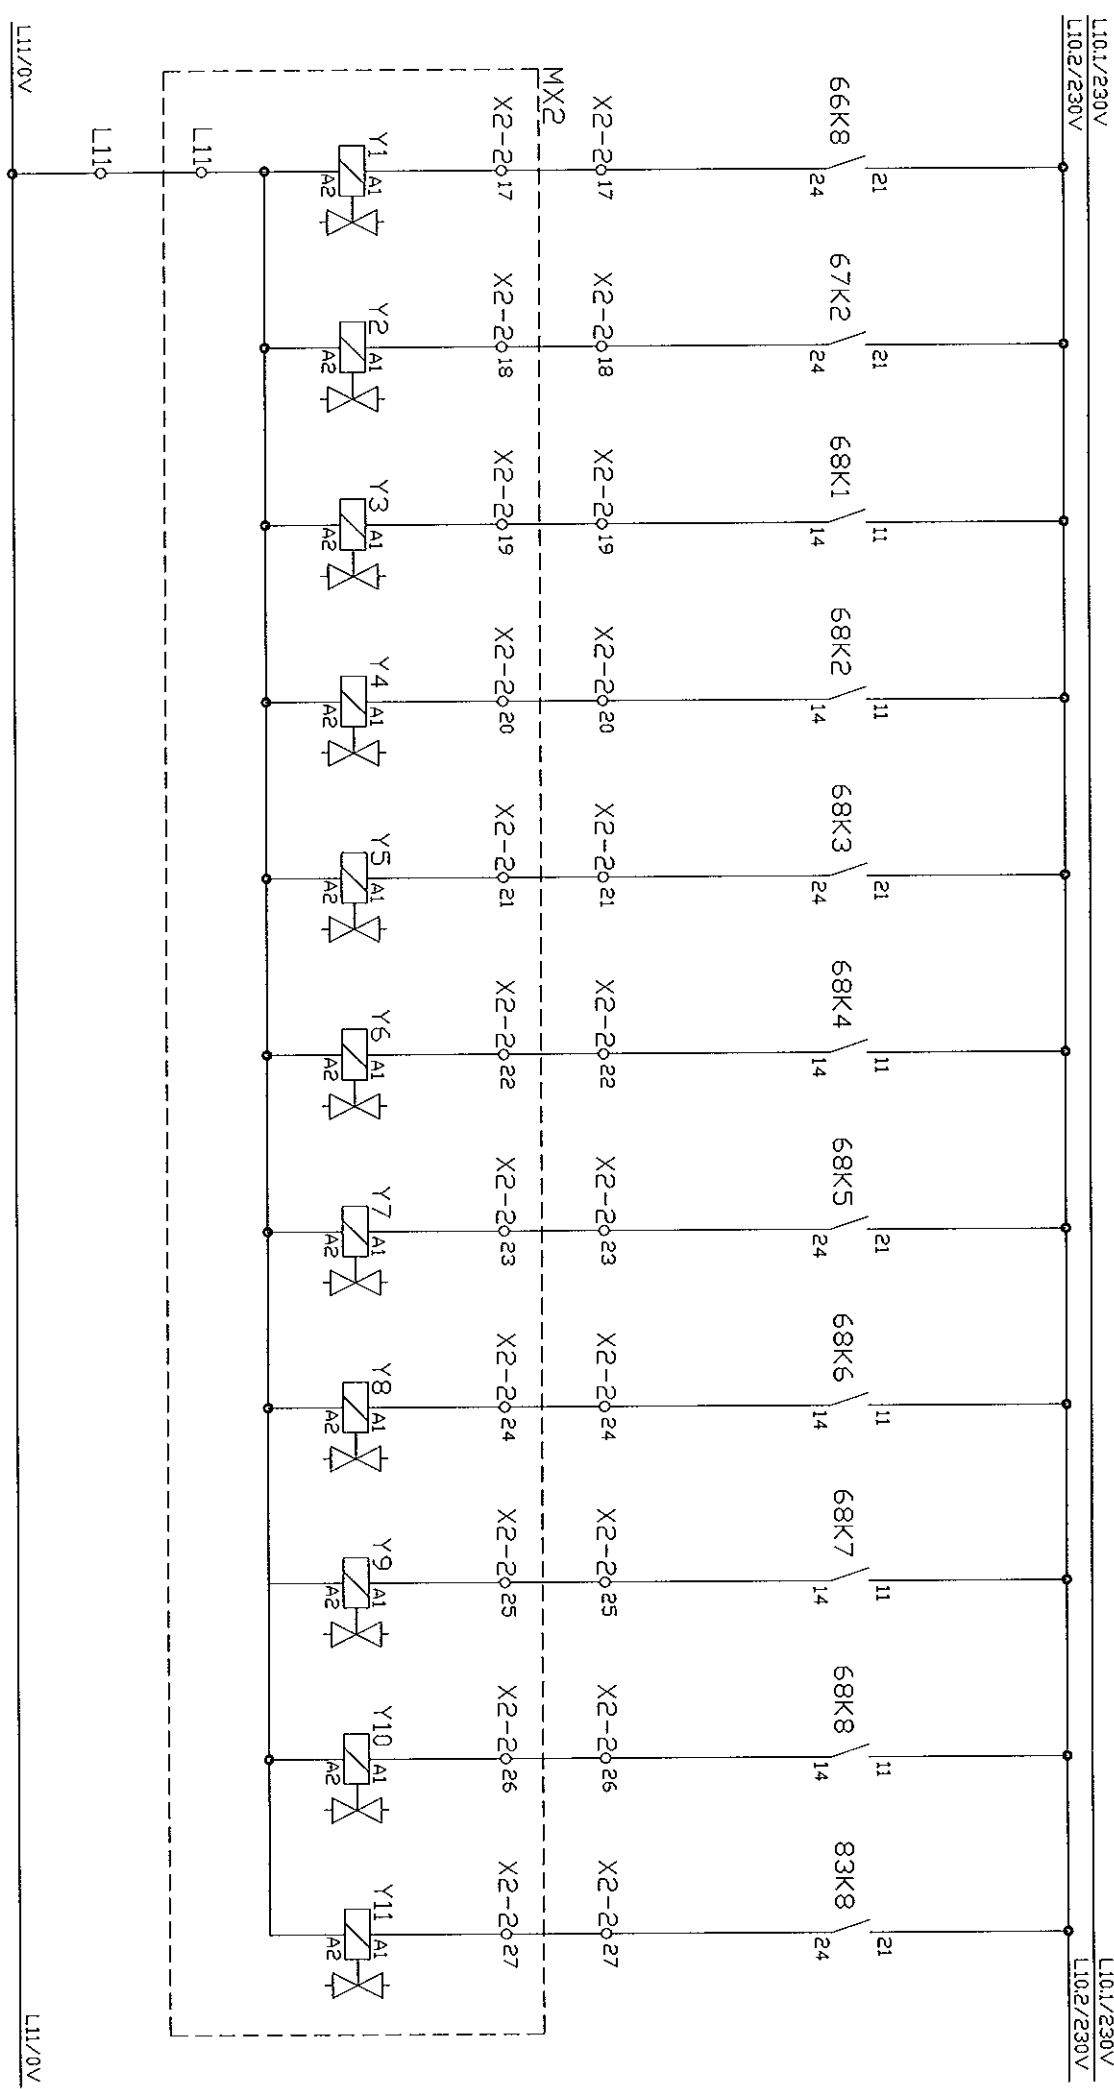 L10.1/230V
L10.2/230V
L10.1/230V
L10.2/230V
66K8
67K2
68K1
68K2
68K3
68K4
68K5
68K6
68K7
68K8
83K8
21
24
21
24
11
14
11
14
21
24
11
14
21
24
11
14
11
14
11
14
21
24
X2-2 17
X2-2 18
X2-2 19
X2-2 20
X2-2 21
X2-2 22
X2-2 23
X2-2 24
X2-2 25
X2-2 26
X2-2 27
MX2
X2-2 17
X2-2 18
X2-2 19
X2-2 20
X2-2 21
X2-2 22
X2-2 23
X2-2 24
X2-2 25
X2-2 26
X2-2 27
Y1 A1
A2
Y2 A1
A2
Y3 A1
A2
Y4 A1
A2
Y5 A1
A2
Y6 A1
A2
Y7 A1
A2
Y8 A1
A2
Y9 A1
A2
Y10 A1
A2
Y11 A1
A2
L11
L11
L11/0V
L11/0V